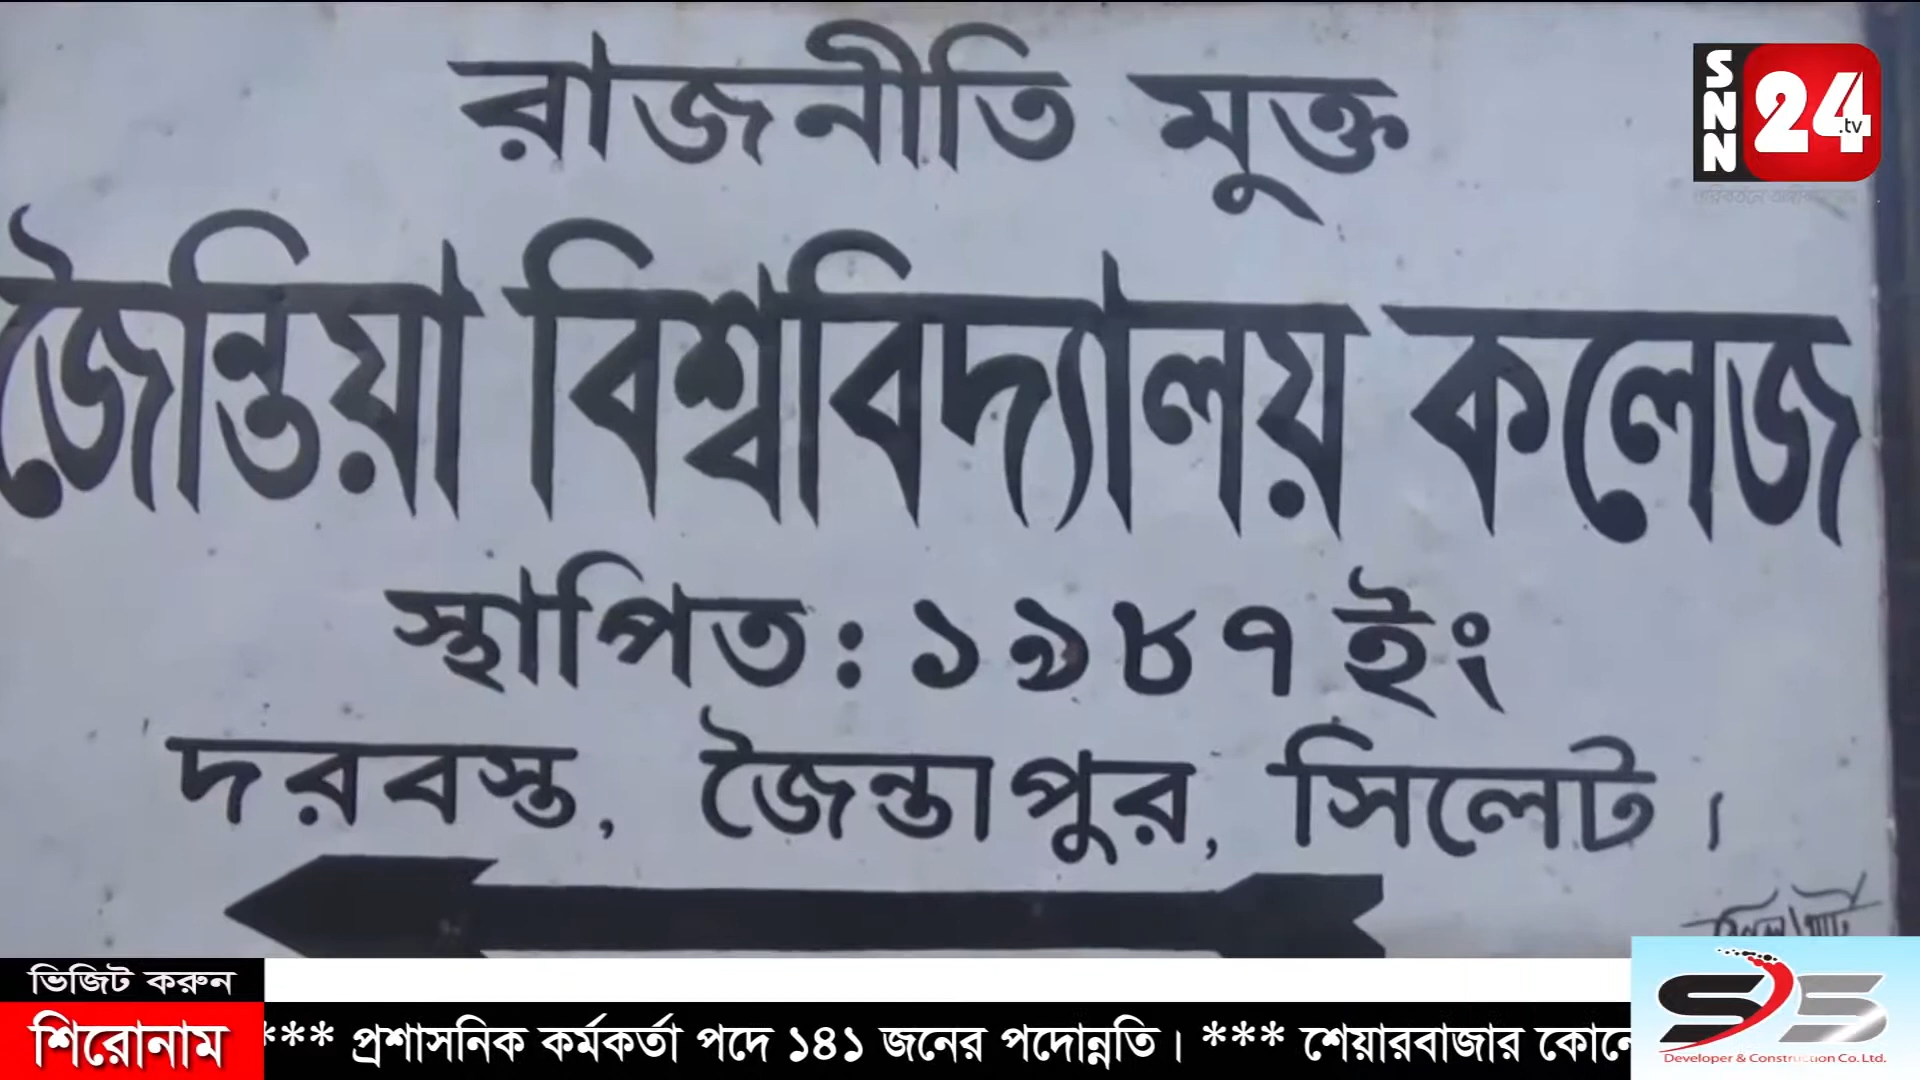 রাজনীতি মুক্ত
জৈন্তিয়া বিশ্ববিদ্যালয় কলেজ
স্থাপিত: ১৯৮৭ ইং
দরবস্ত, জৈন্তাপুর, সিলেট।
SNN
24
.tv
ভিজিট করুন
শিরোনাম
*** প্রশাসনিক কর্মকর্তা পদে ১৪১ জনের পদোন্নতি। *** শেয়ারবাজার
SS
Developer & Construction Co. Ltd.